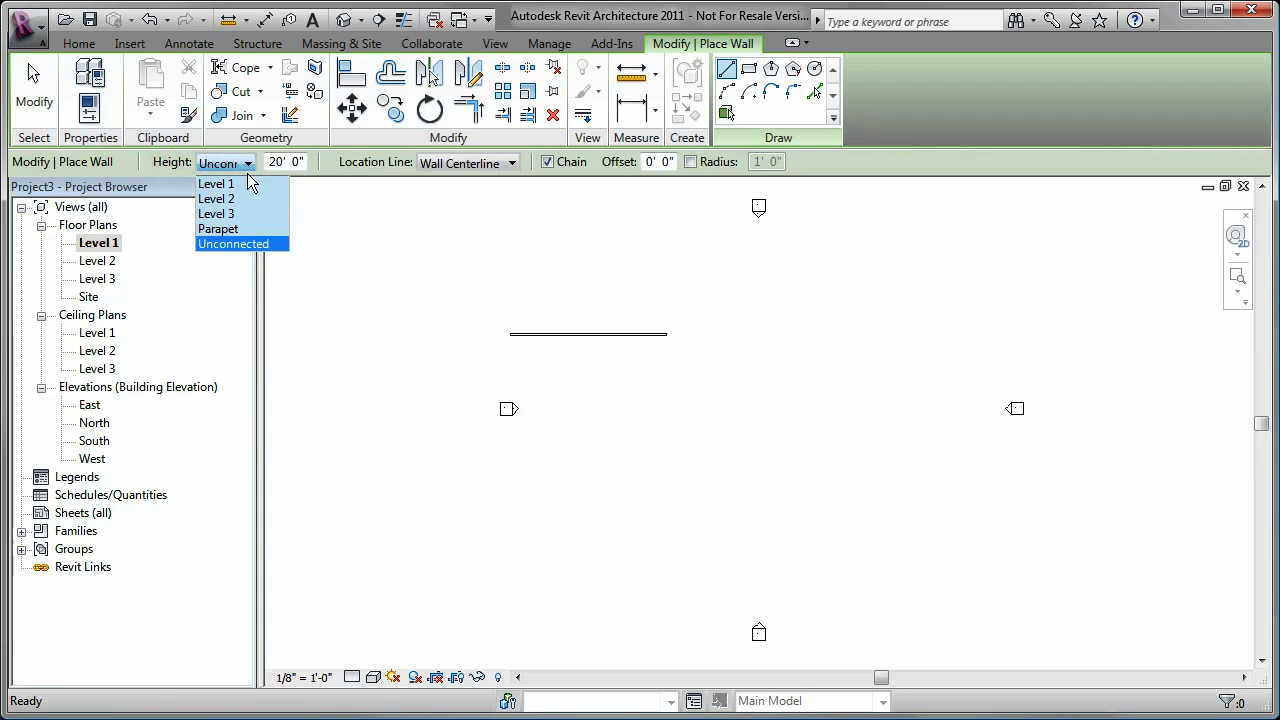 Autodesk Revit Architecture 2011 - Not For Resale Versi...
Type a keyword or phrase
Home Insert Annotate Structure Massing & Site Collaborate View Manage Add-Ins Modify | Place Wall
Modify
Paste
Cope
Cut
Join
Select Properties Clipboard Geometry Modify View Measure Create Draw
Modify | Place Wall Height: Unconr 20' 0" Location Line: Wall Centerline Chain Offset: 0' 0" Radius: 1' 0"
Level 1
Level 2
Level 3
Parapet
Unconnected
Project3 - Project Browser
Views (all)
Floor Plans
Level 1
Level 2
Level 3
Site
Ceiling Plans
Level 1
Level 2
Level 3
Elevations (Building Elevation)
East
North
South
West
Legends
Schedules/Quantities
Sheets (all)
Families
Groups
Revit Links
2D
1/8" = 1'-0"
Ready
Main Model
:0